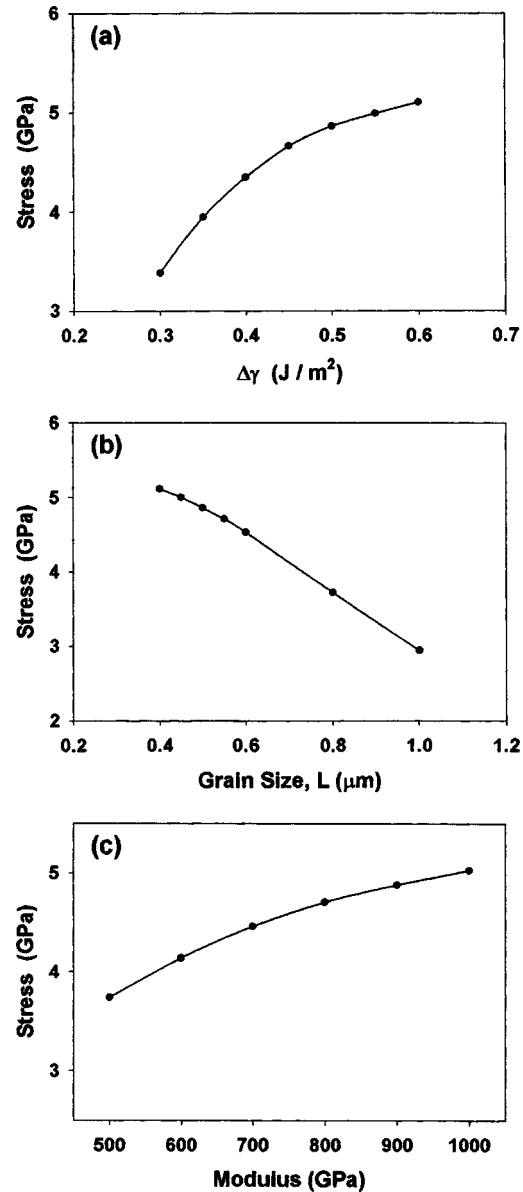 (a)
Stress (GPa)
6
5
4
3
0.2 0.3 0.4 0.5 0.6 0.7
Δγ (J / m²)
(b)
Stress (GPa)
6
5
4
3
2
0.2 0.4 0.6 0.8 1.0 1.2
Grain Size, L (μm)
(c)
Stress (GPa)
5
4
3
500 600 700 800 900 1000
Modulus (GPa)